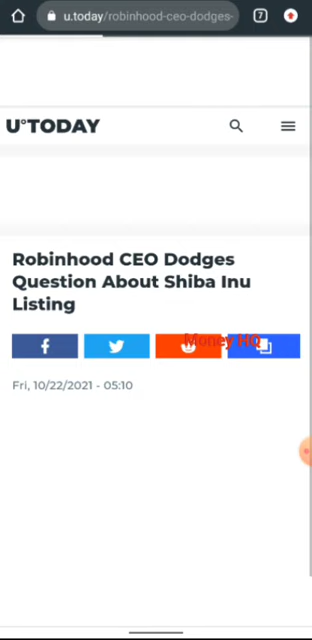 u.today/robinhood-ceo-dodges-
7
U°TODAY
Robinhood CEO Dodges
Question About Shiba Inu
Listing
Money HQ
Fri, 10/22/2021 - 05:10